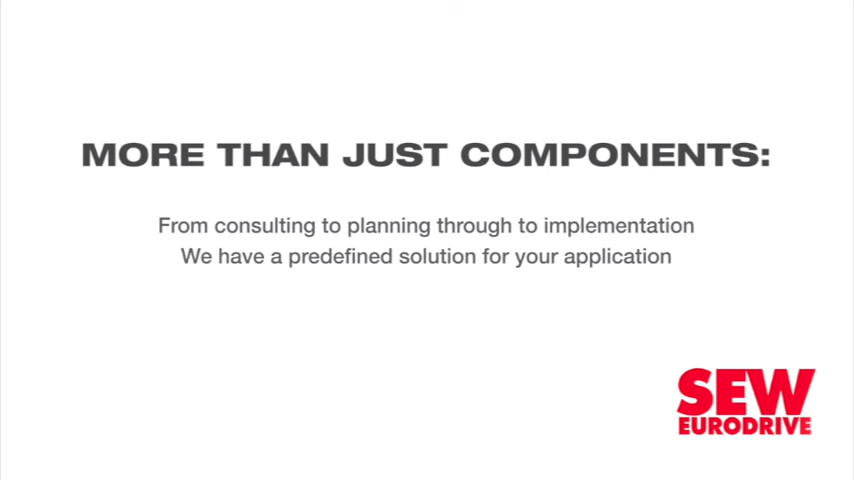 MORE THAN JUST COMPONENTS:
From consulting to planning through to implementation
We have a predefined solution for your application
SEW
EURODRIVE